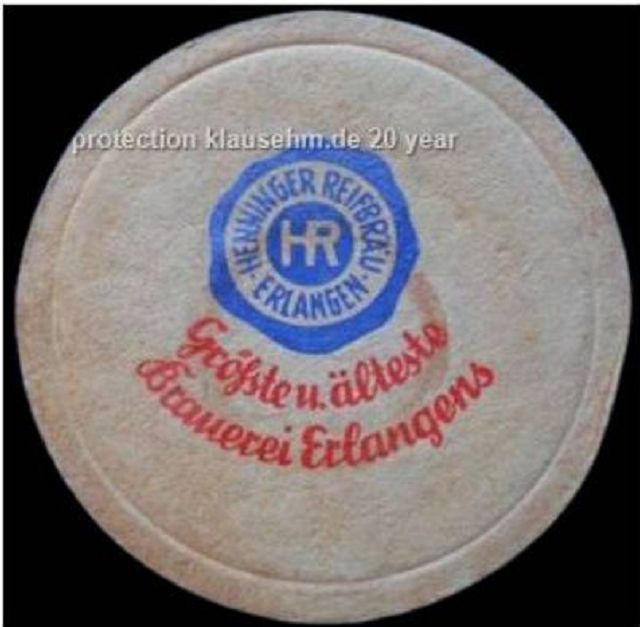 protection klausehm.de 20 year
HENNINGER REIFBRÄU
HR
· ERLANGEN ·
Größte u. älteste
Brauerei Erlangens